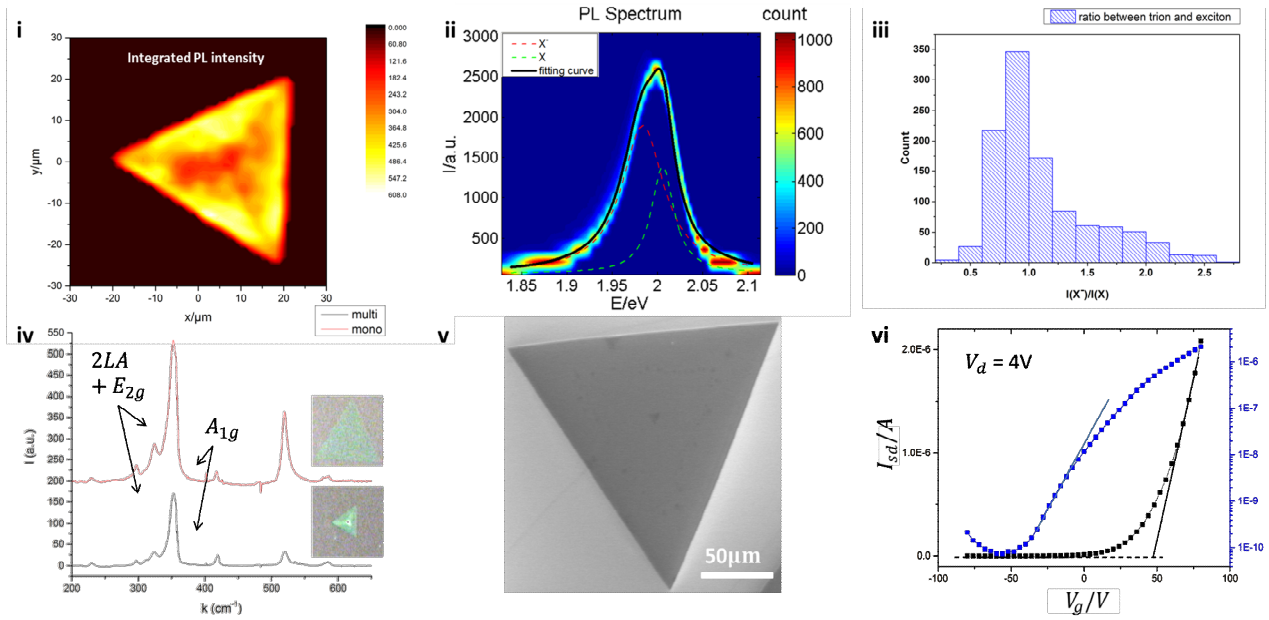 i
Integrated PL intensity
30
20
10
0
-10
-20
-30
y/μm
-30
-20
-10
0
10
20
30
x/μm
0.000
60.80
121.6
182.4
243.2
304.0
364.8
425.6
486.4
547.2
608.0
ii
PL Spectrum
count
X-
X
fitting curve
3000
2500
2000
1500
1000
500
I/a.u.
1.85
1.9
1.95
2
2.05
2.1
E/eV
1000
800
600
400
200
0
iii
ratio between trion and exciton
350
300
250
200
150
100
50
0
Count
0.5
1.0
1.5
2.0
2.5
I(X-)/I(X)
iv
multi
mono
550
500
450
400
350
300
250
200
200
150
100
50
0
I (a.u.)
2LA
+ E2g
A1g
200
300
400
500
600
k (cm-1)
v
50μm
vi
Vd = 4V
2.0E-6
1.0E-6
0.0
Isd/A
1E-6
1E-7
1E-8
1E-9
1E-10
-100
-50
0
50
100
Vg/V